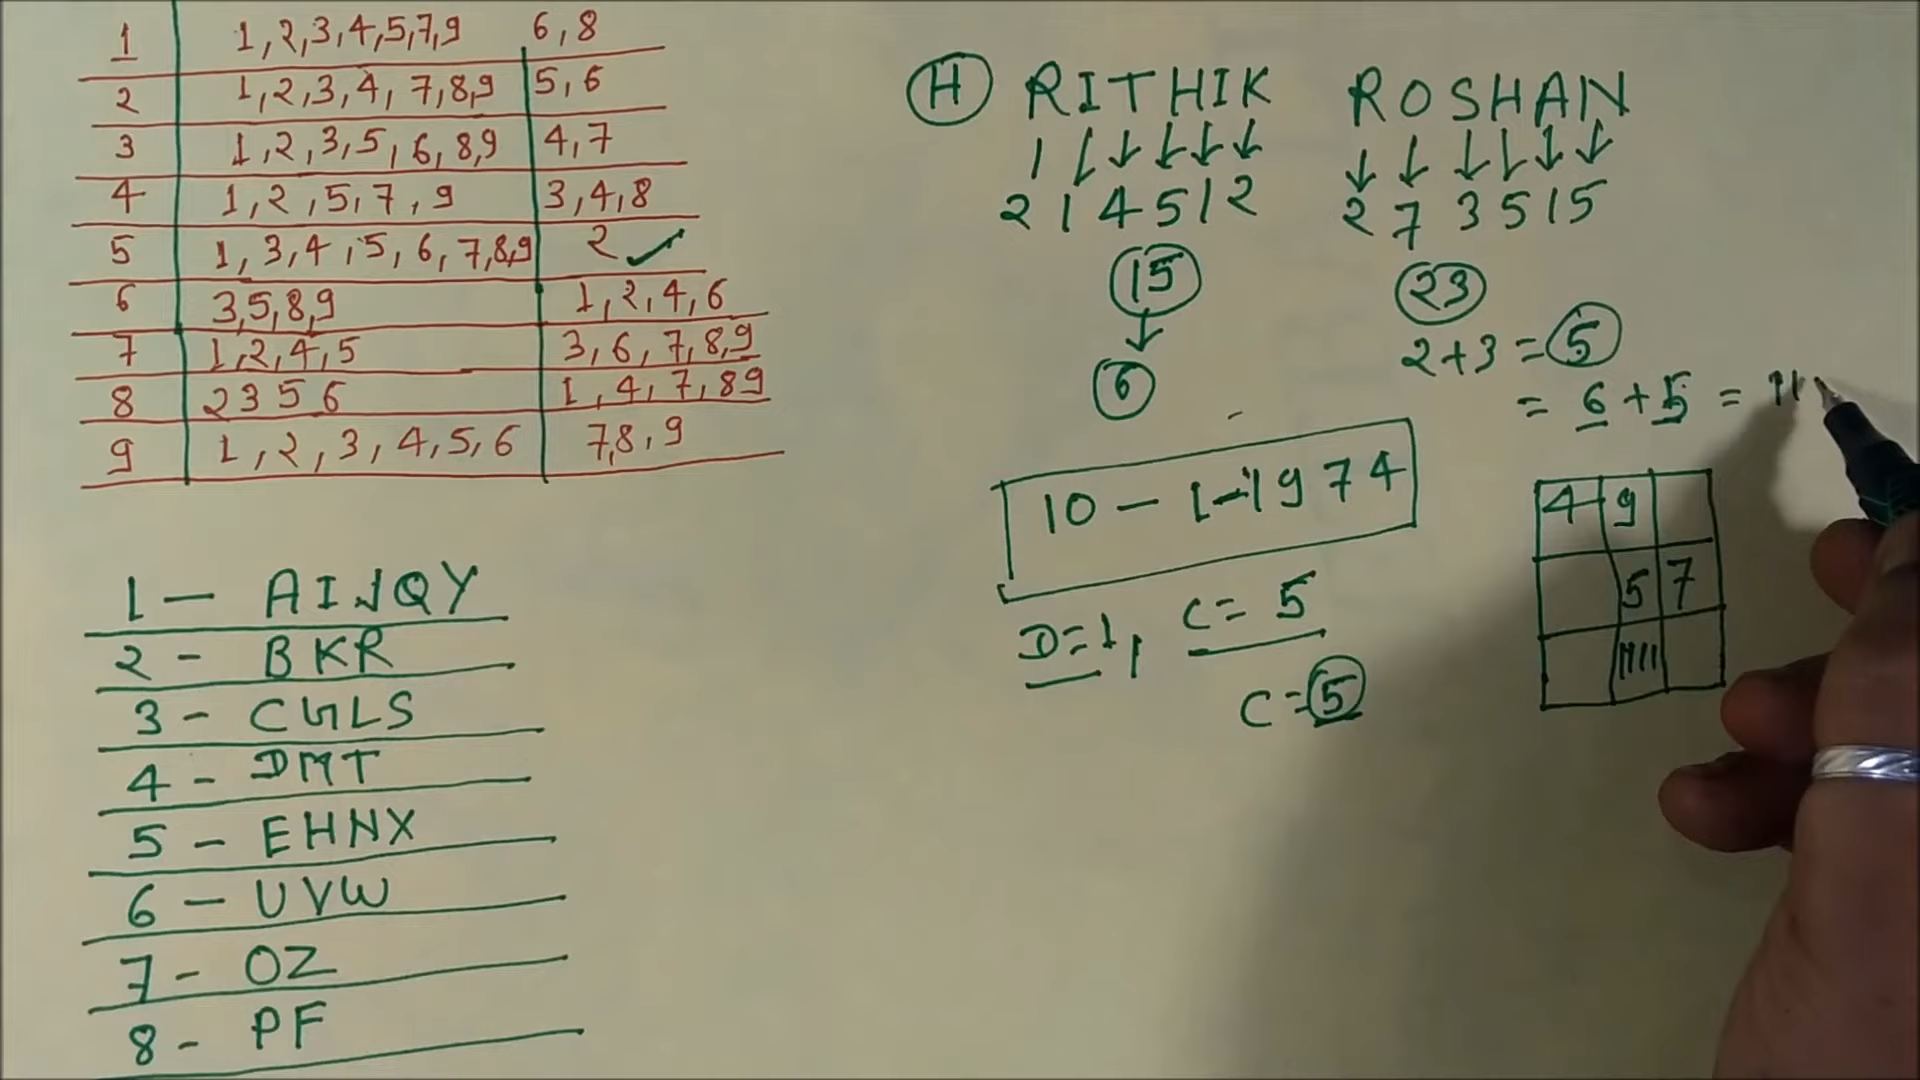 1 1,2,3,4,5,7,9 6,8
2 1,2,3,4,7,8,9 5,6
3 1,2,3,5,6,8,9 4,7
4 1,2,5,7,9 3,4,8
5 1,3,4,5,6,7,8,9 2 ✓
6 3,5,8,9 1,2,4,6
7 1,2,4,5 3,6,7,8,9
8 2 3 5 6 1,4,7,89
9 1,2,3,4,5,6 7,8,9
1 — AIJQY
2 - BKR
3 - CGLS
4 - DMT
5 - EHNX
6 — UVW
7 - OZ
8 - PF
H RITHIK ROSHAN
2 1 4 5 1 2 2 7 3 5 1 5
15 23
6
2+3 = 5
= 6+5 = 11
10 — 1-1974
D=1, C= 5
C=5
4 9
5 7
1111